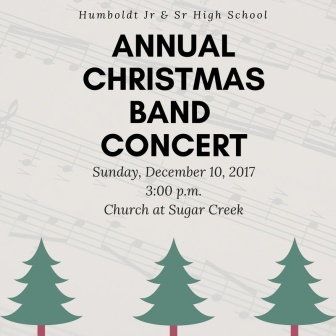 Humboldt Jr & Sr High School
ANNUAL
CHRISTMAS
BAND
CONCERT
Sunday, December 10, 2017
3:00 p.m.
Church at Sugar Creek